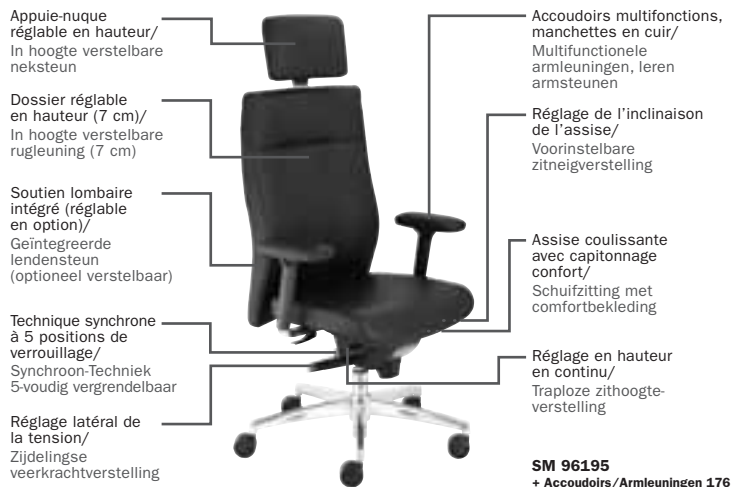 Appuie-nuque
réglable en hauteur/
In hoogte verstelbare
neksteun
Dossier réglable
en hauteur (7 cm)/
In hoogte verstelbare
rugleuning (7 cm)
Soutien lombaire
intégré (réglable
en option)/
Geïntegreerde
lendensteun
(optioneel verstelbaar)
Technique synchrone
à 5 positions de
verrouillage/
Synchroon-Techniek
5-voudig vergrendelbaar
Réglage latéral de
la tension/
Zijdelingse
veerkrachtverstelling
Accoudoirs multifonctions,
manchettes en cuir/
Multifunctionele
armleuningen, leren
armsteunen
Réglage de l'inclinaison
de l'assise/
Voorinstelbare
zitneigverstelling
Assise coulissante
avec capitonnage
confort/
Schuifzitting met
comfortbekleding
Réglage en hauteur
en continu/
Traploze zithoogte-
verstelling
SM 96195
+ Accoudoirs/Armleuningen 176